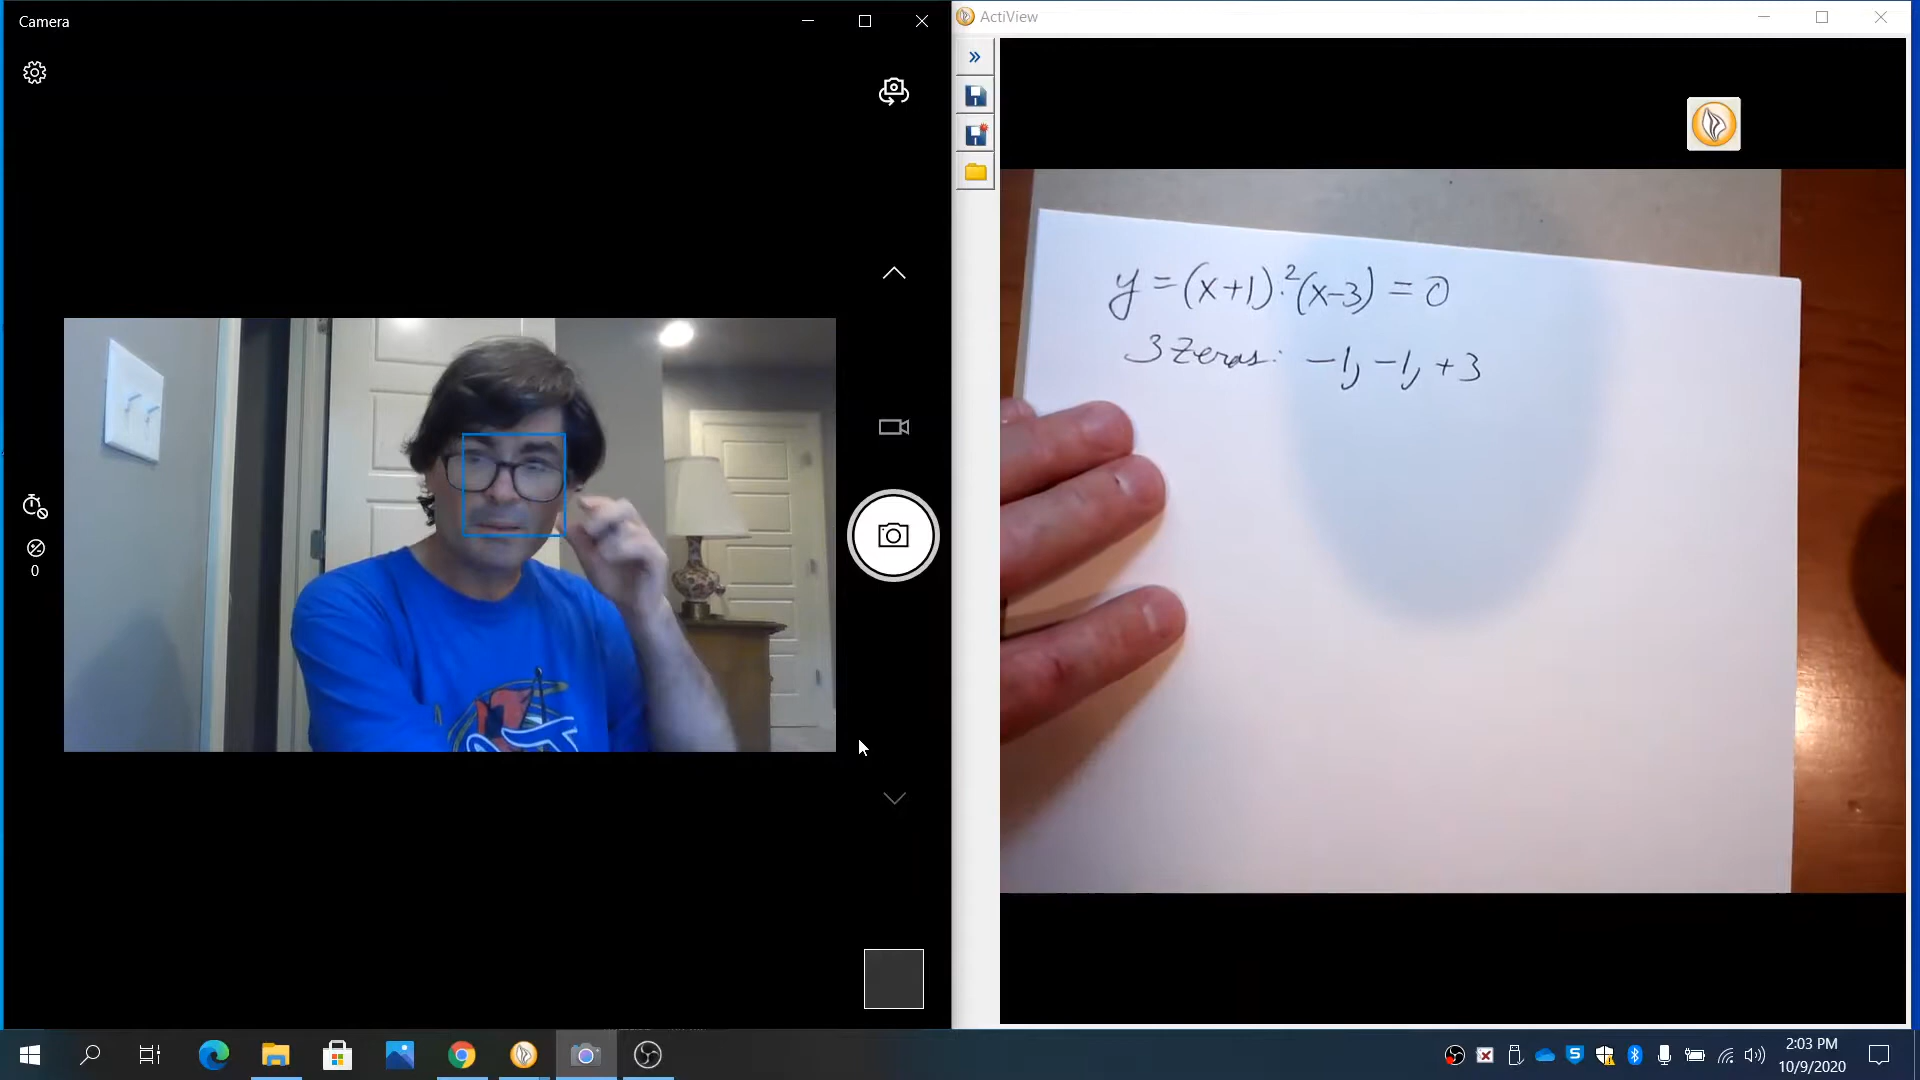 Camera
ActiView
y = (x+1)·²(x-3) = 0
3 zeros: -1, -1, +3
0
2:03 PM
10/9/2020